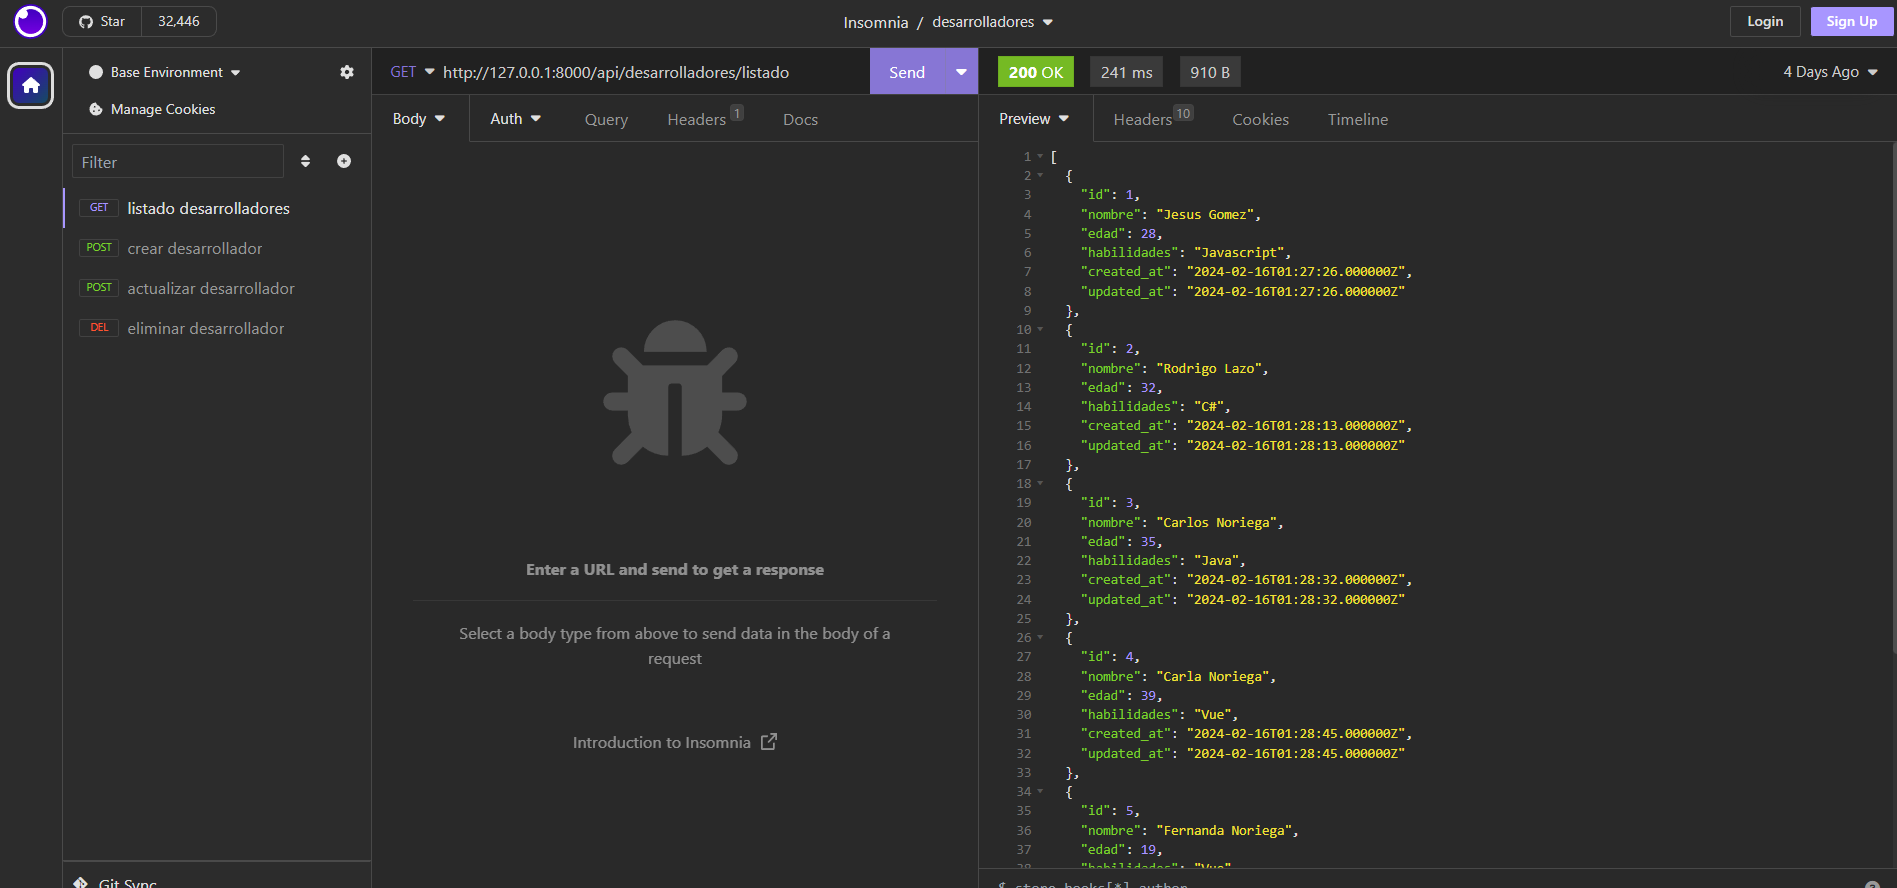 Star 32,446
Insomnia / desarrolladores
Login Sign Up
Base Environment
Manage Cookies
Filter
GET listado desarrolladores
POST crear desarrollador
POST actualizar desarrollador
DEL eliminar desarrollador
Git Sync
GET http://127.0.0.1:8000/api/desarrolladores/listado Send
Body Auth Query Headers 1 Docs
Enter a URL and send to get a response
Select a body type from above to send data in the body of a
request
Introduction to Insomnia
200 OK 241 ms 910 B 4 Days Ago
Preview Headers 10 Cookies Timeline
1 [
2 {
3 "id": 1,
4 "nombre": "Jesus Gomez",
5 "edad": 28,
6 "habilidades": "Javascript",
7 "created_at": "2024-02-16T01:27:26.000000Z",
8 "updated_at": "2024-02-16T01:27:26.000000Z"
9 },
10 {
11 "id": 2,
12 "nombre": "Rodrigo Lazo",
13 "edad": 32,
14 "habilidades": "C#",
15 "created_at": "2024-02-16T01:28:13.000000Z",
16 "updated_at": "2024-02-16T01:28:13.000000Z"
17 },
18 {
19 "id": 3,
20 "nombre": "Carlos Noriega",
21 "edad": 35,
22 "habilidades": "Java",
23 "created_at": "2024-02-16T01:28:32.000000Z",
24 "updated_at": "2024-02-16T01:28:32.000000Z"
25 },
26 {
27 "id": 4,
28 "nombre": "Carla Noriega",
29 "edad": 39,
30 "habilidades": "Vue",
31 "created_at": "2024-02-16T01:28:45.000000Z",
32 "updated_at": "2024-02-16T01:28:45.000000Z"
33 },
34 {
35 "id": 5,
36 "nombre": "Fernanda Noriega",
37 "edad": 19,
38 "habilidades": "Vue"